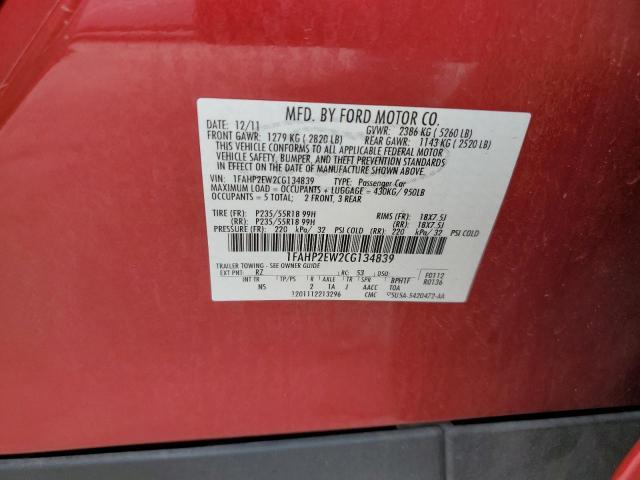 MFD. BY FORD MOTOR CO.
DATE: 12/11 GVWR: 2386 KG ( 5260 LB)
FRONT GAWR: 1279 KG ( 2820 LB) REAR GAWR: 1143 KG ( 2520 LB)
THIS VEHICLE CONFORMS TO ALL APPLICABLE FEDERAL MOTOR
VEHICLE SAFETY, BUMPER, AND THEFT PREVENTION STANDARDS
IN EFFECT ON THE DATE OF MANUFACTURE SHOWN ABOVE.
VIN: 1FAHP2EW2CG134839 TYPE: Passenger Car
MAXIMUM LOAD = OCCUPANTS + LUGGAGE = 430KG/ 950LB
OCCUPANTS = 5 TOTAL: 2 FRONT, 3 REAR
TIRE (FR): P235/55R18 99H RIMS (FR): 18X7.5J
(RR): P235/55R18 99H (RR): 18X7.5J
PRESSURE (FR): 220 kPa/ 32 PSI COLD (RR): 220 kPa/ 32 PSI COLD
1FAHP2EW2CG134839
TRAILER TOWING - SEE OWNER GUIDE
EXT PNT: RZ RC: 53 DSO: F0112
INT TR TP/PS R AXLE TR SPR BPHTF R0136
N5 2 1A J AACC TOA
1201112213296 CMC 5U5A-5420472-AA